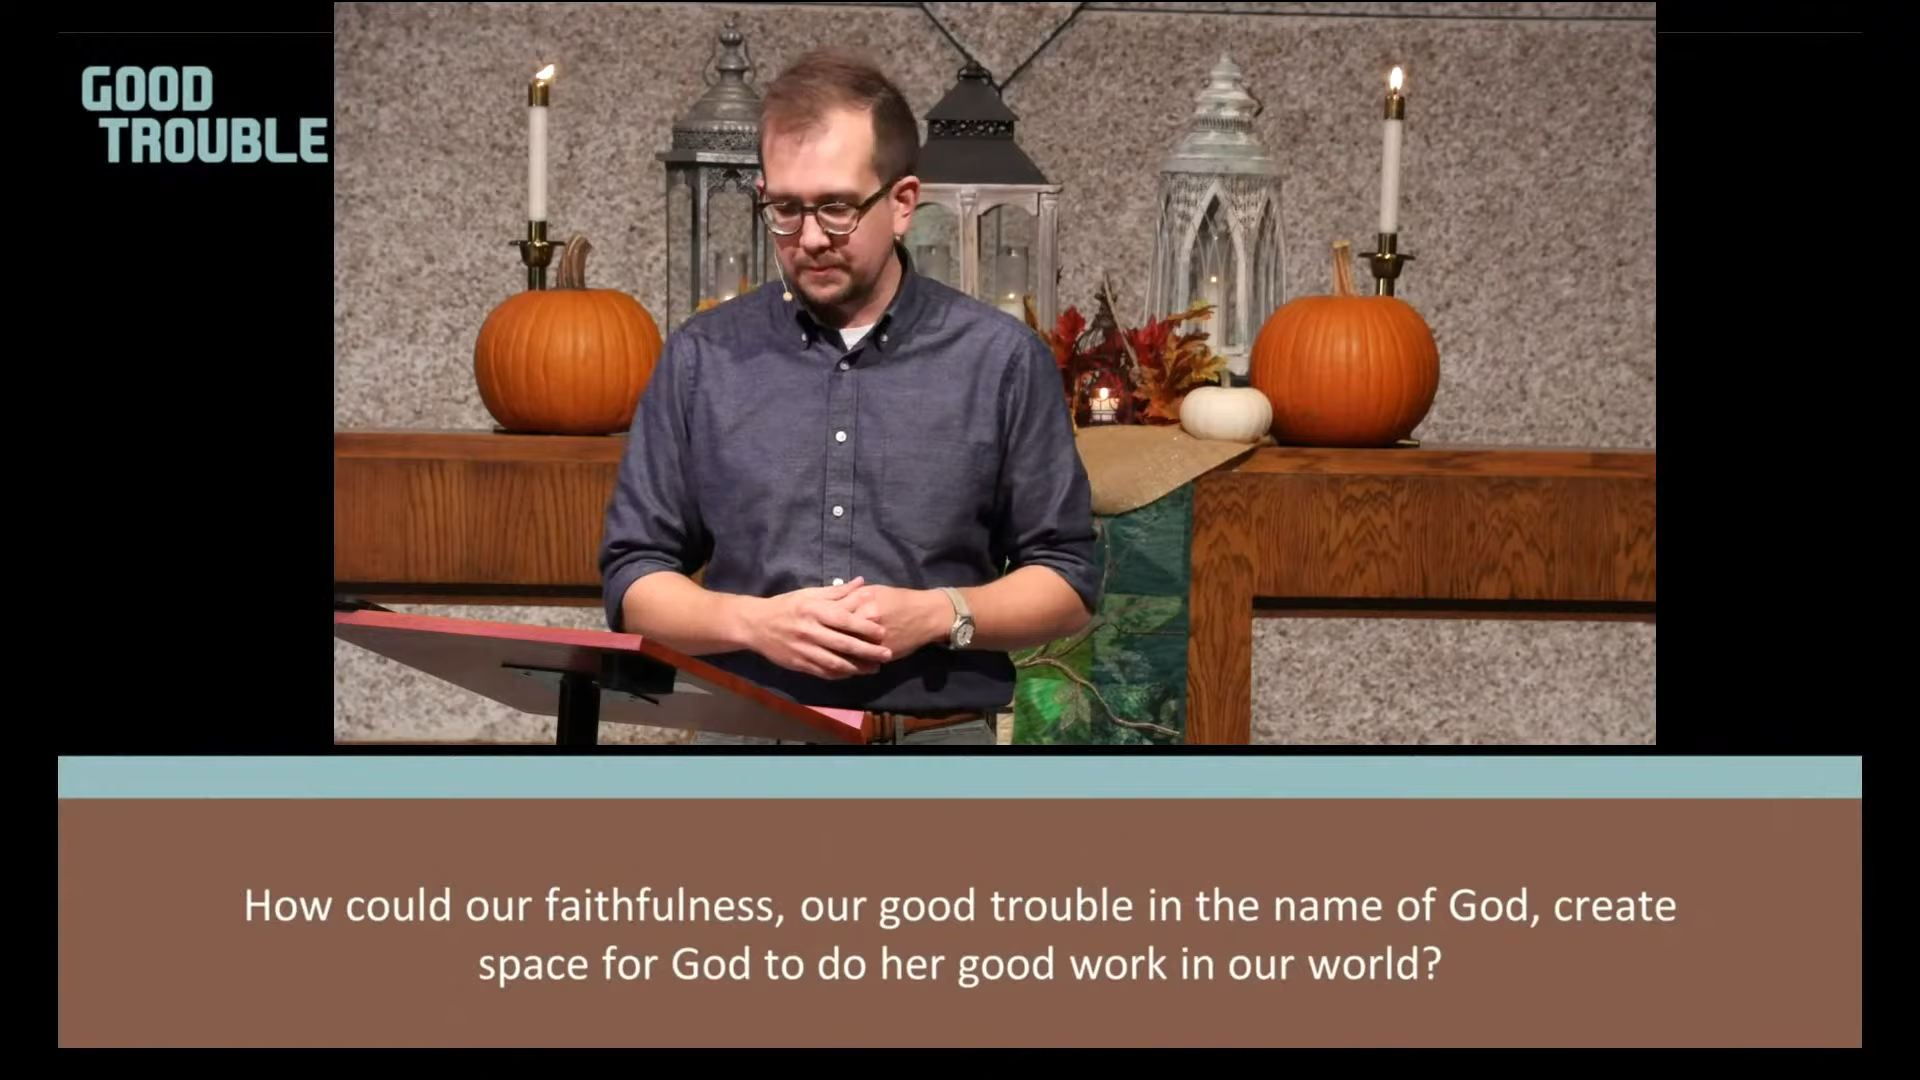 GOOD
TROUBLE
How could our faithfulness, our good trouble in the name of God, create
space for God to do her good work in our world?